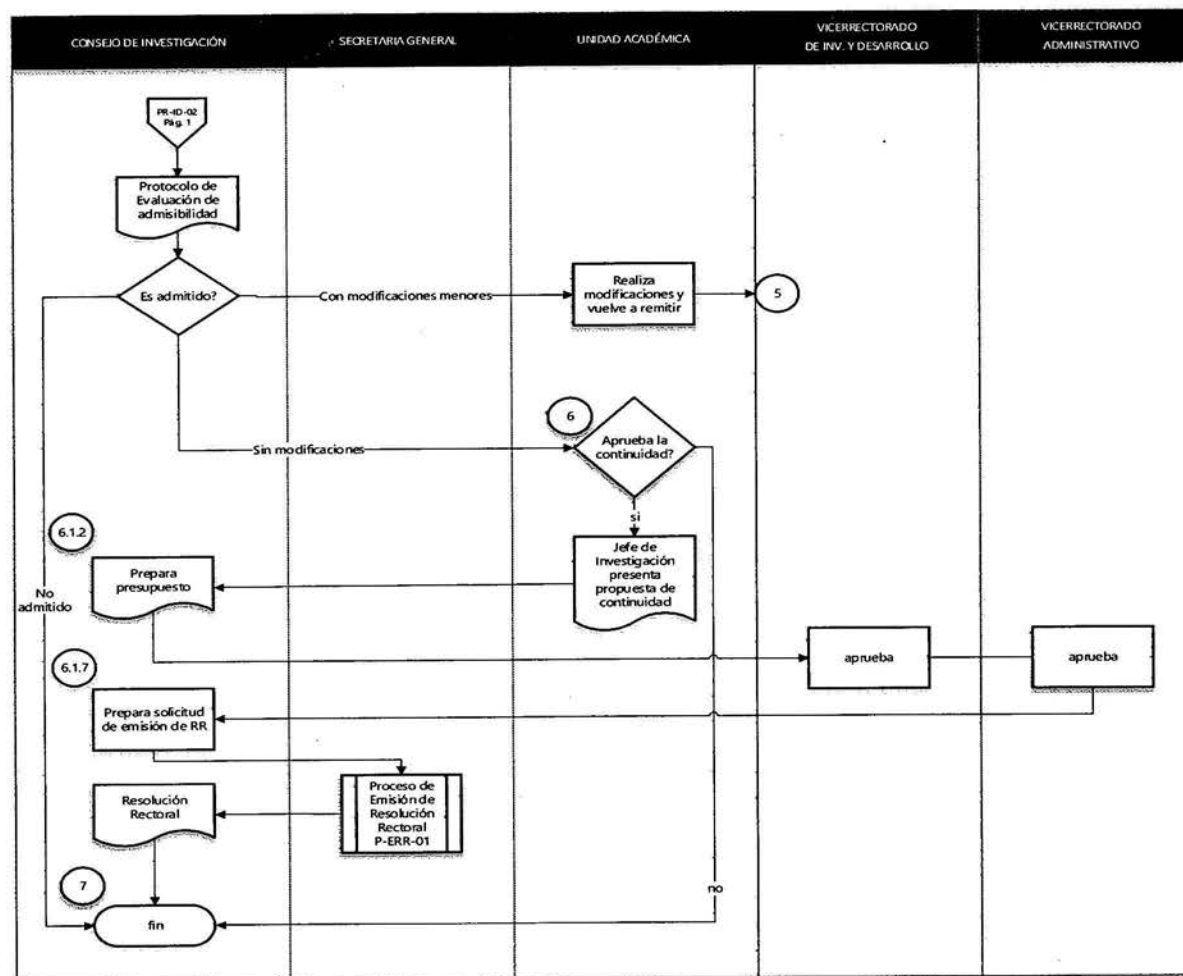 CONSEJO DE INVESTIGACIÓN
SECRETARIA GENERAL
UNIDAD ACADÉMICA
VICERRECTORADO
DE INV. Y DESARROLLO
VICERRECTORADO
ADMINISTRATIVO
PR-ID-02
Pág. 1
Protocolo de
Evaluación de
admisibilidad
Es admitido?
Con modificaciones menores
Realiza
modificaciones y
vuelve a remitir
5
6
Sin modificaciones
Aprueba la
continuidad?
si
6.1.2
Prepara
presupuesto
Jefe de
Investigación
presenta
propuesta de
continuidad
No
admitido
aprueba
aprueba
6.1.7
Prepara solicitud
de emisión de RR
Resolución
Rectoral
Proceso de
Emisión de
Resolución
Rectoral
P-ERR-01
7
no
fin